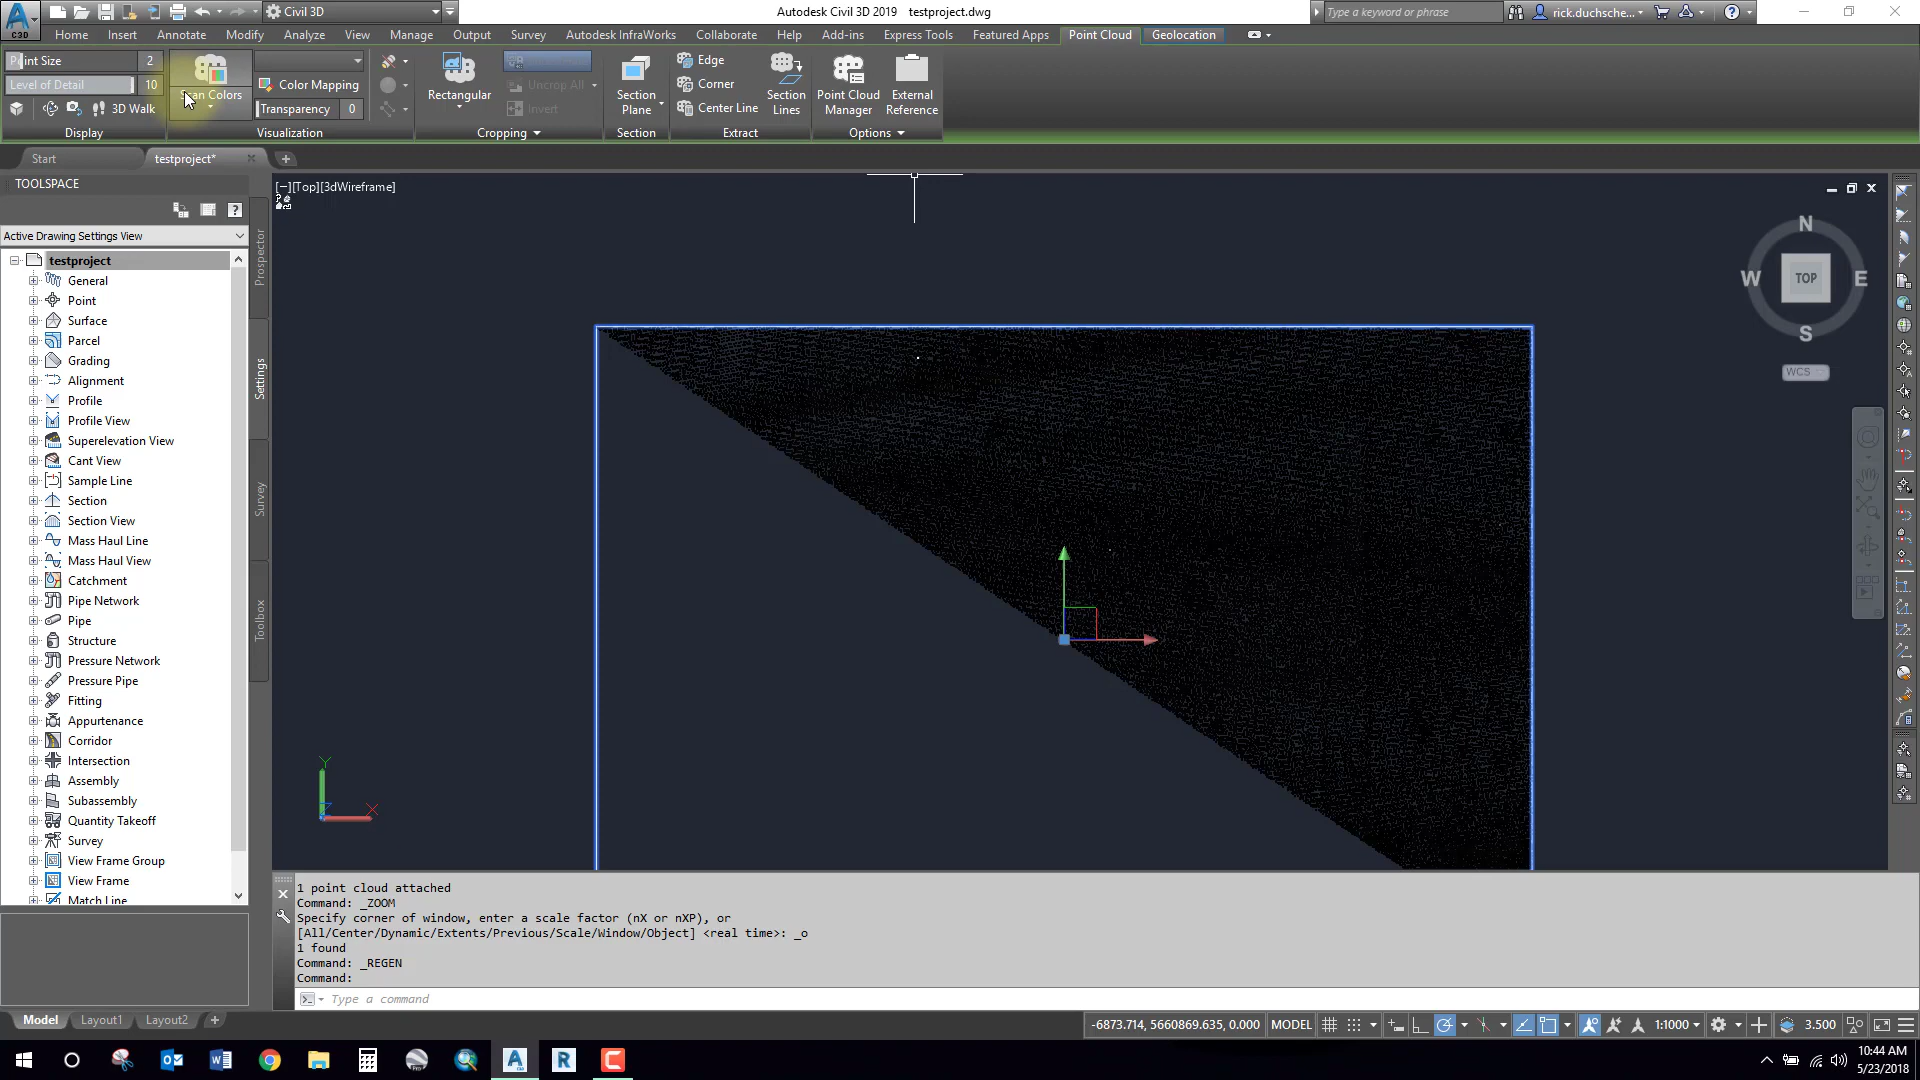 Civil 3D
Autodesk Civil 3D 2019 testproject.dwg
Type a keyword or phrase
rick.duchsche...
C3D
Home Insert Annotate Analyze View Manage Output Survey Autodesk InfraWorks Collaborate Help Add-ins Express Tools Featured Apps Point Cloud Geolocation
Point Size 2
Level of Detail 10
3D Walk
Display
Scan Colors
Color Mapping
Transparency 0
Visualization
Rectangular
Uncrop All
Invert
Cropping
Section
Plane
Section
Edge
Corner
Center Line
Section
Lines
Extract
Point Cloud
Manager
External
Reference
Options
Start testproject*
TOOLSPACE
Active Drawing Settings View
testproject
General
Point
Surface
Parcel
Grading
Alignment
Profile
Profile View
Superelevation View
Cant View
Sample Line
Section
Section View
Mass Haul Line
Mass Haul View
Catchment
Pipe Network
Pipe
Structure
Pressure Network
Pressure Pipe
Fitting
Appurtenance
Corridor
Intersection
Assembly
Subassembly
Quantity Takeoff
Survey
View Frame Group
View Frame
Match Line
Prospector
Settings
Survey
Toolbox
[−][Top][3dWireframe]
N
W TOP E
S
WCS
Y
Z X
1 point cloud attached
Command: _ZOOM
Specify corner of window, enter a scale factor (nX or nXP), or
[All/Center/Dynamic/Extents/Previous/Scale/Window/Object] <real time>: _o
1 found
Command: _REGEN
Command:
Type a command
Model Layout1 Layout2 +
-6873.714, 5660869.635, 0.000 MODEL 1:1000 3.500
10:44 AM
5/23/2018